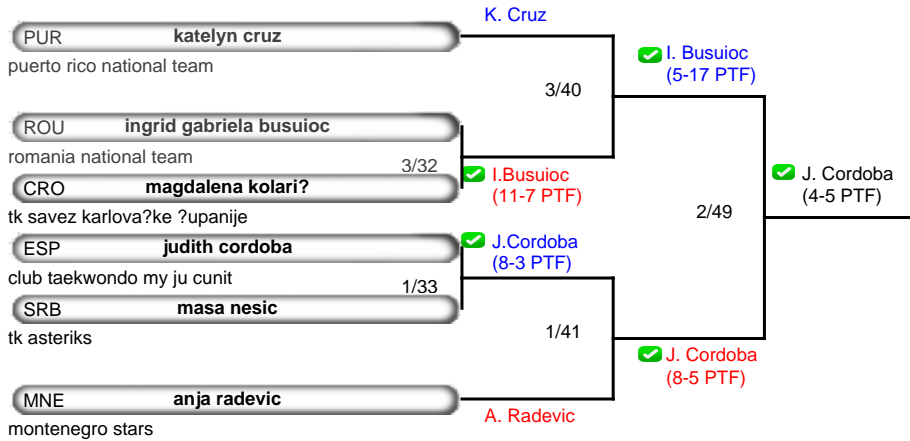 K. Cruz
PUR katelyn cruz
puerto rico national team
I. Busuioc
(5-17 PTF)
3/40
ROU ingrid gabriela busuioc
romania national team
3/32
I.Busuioc
(11-7 PTF)
CRO magdalena kolari?
tk savez karlova?ke ?upanije
J. Cordoba
(4-5 PTF)
2/49
ESP judith cordoba
club taekwondo my ju cunit
J.Cordoba
(8-3 PTF)
1/33
SRB masa nesic
tk asteriks
1/41
J. Cordoba
(8-5 PTF)
MNE anja radevic
montenegro stars
A. Radevic